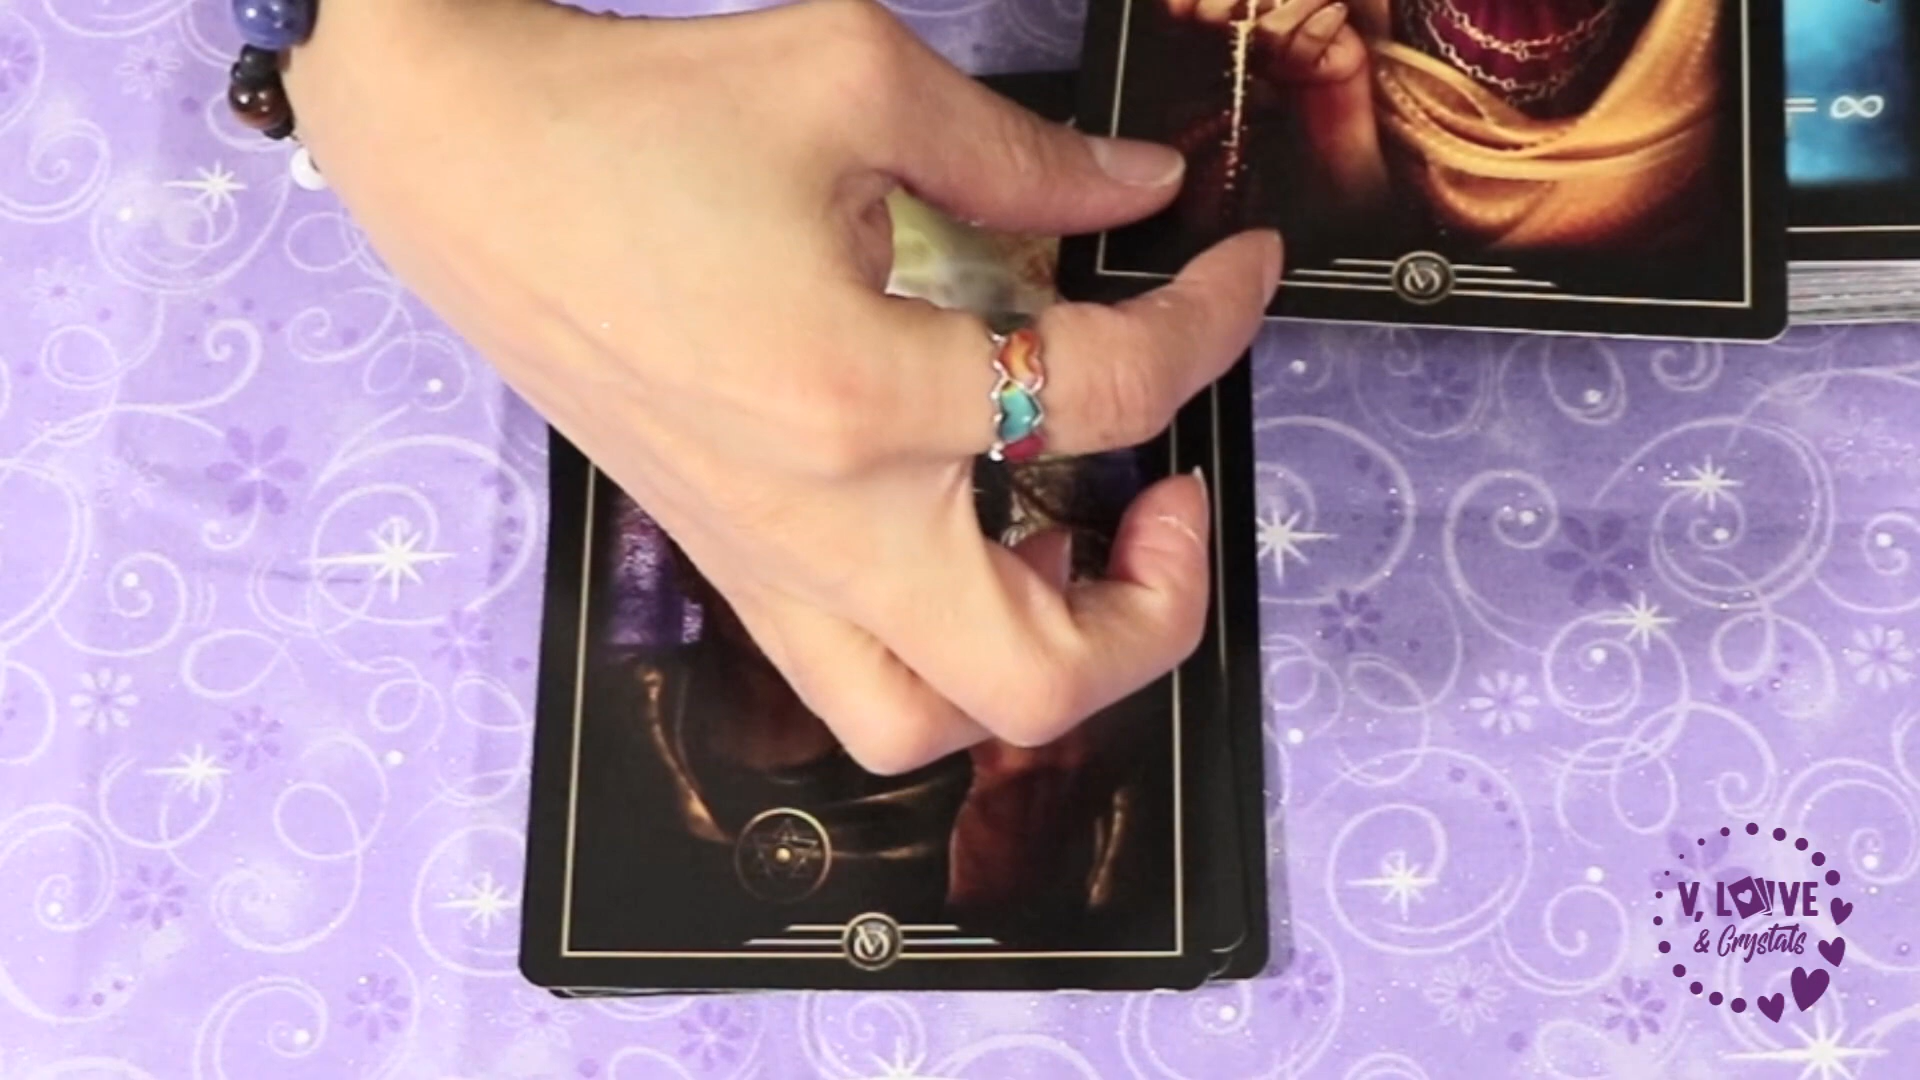 = ∞
V, LOVE
& Crystals